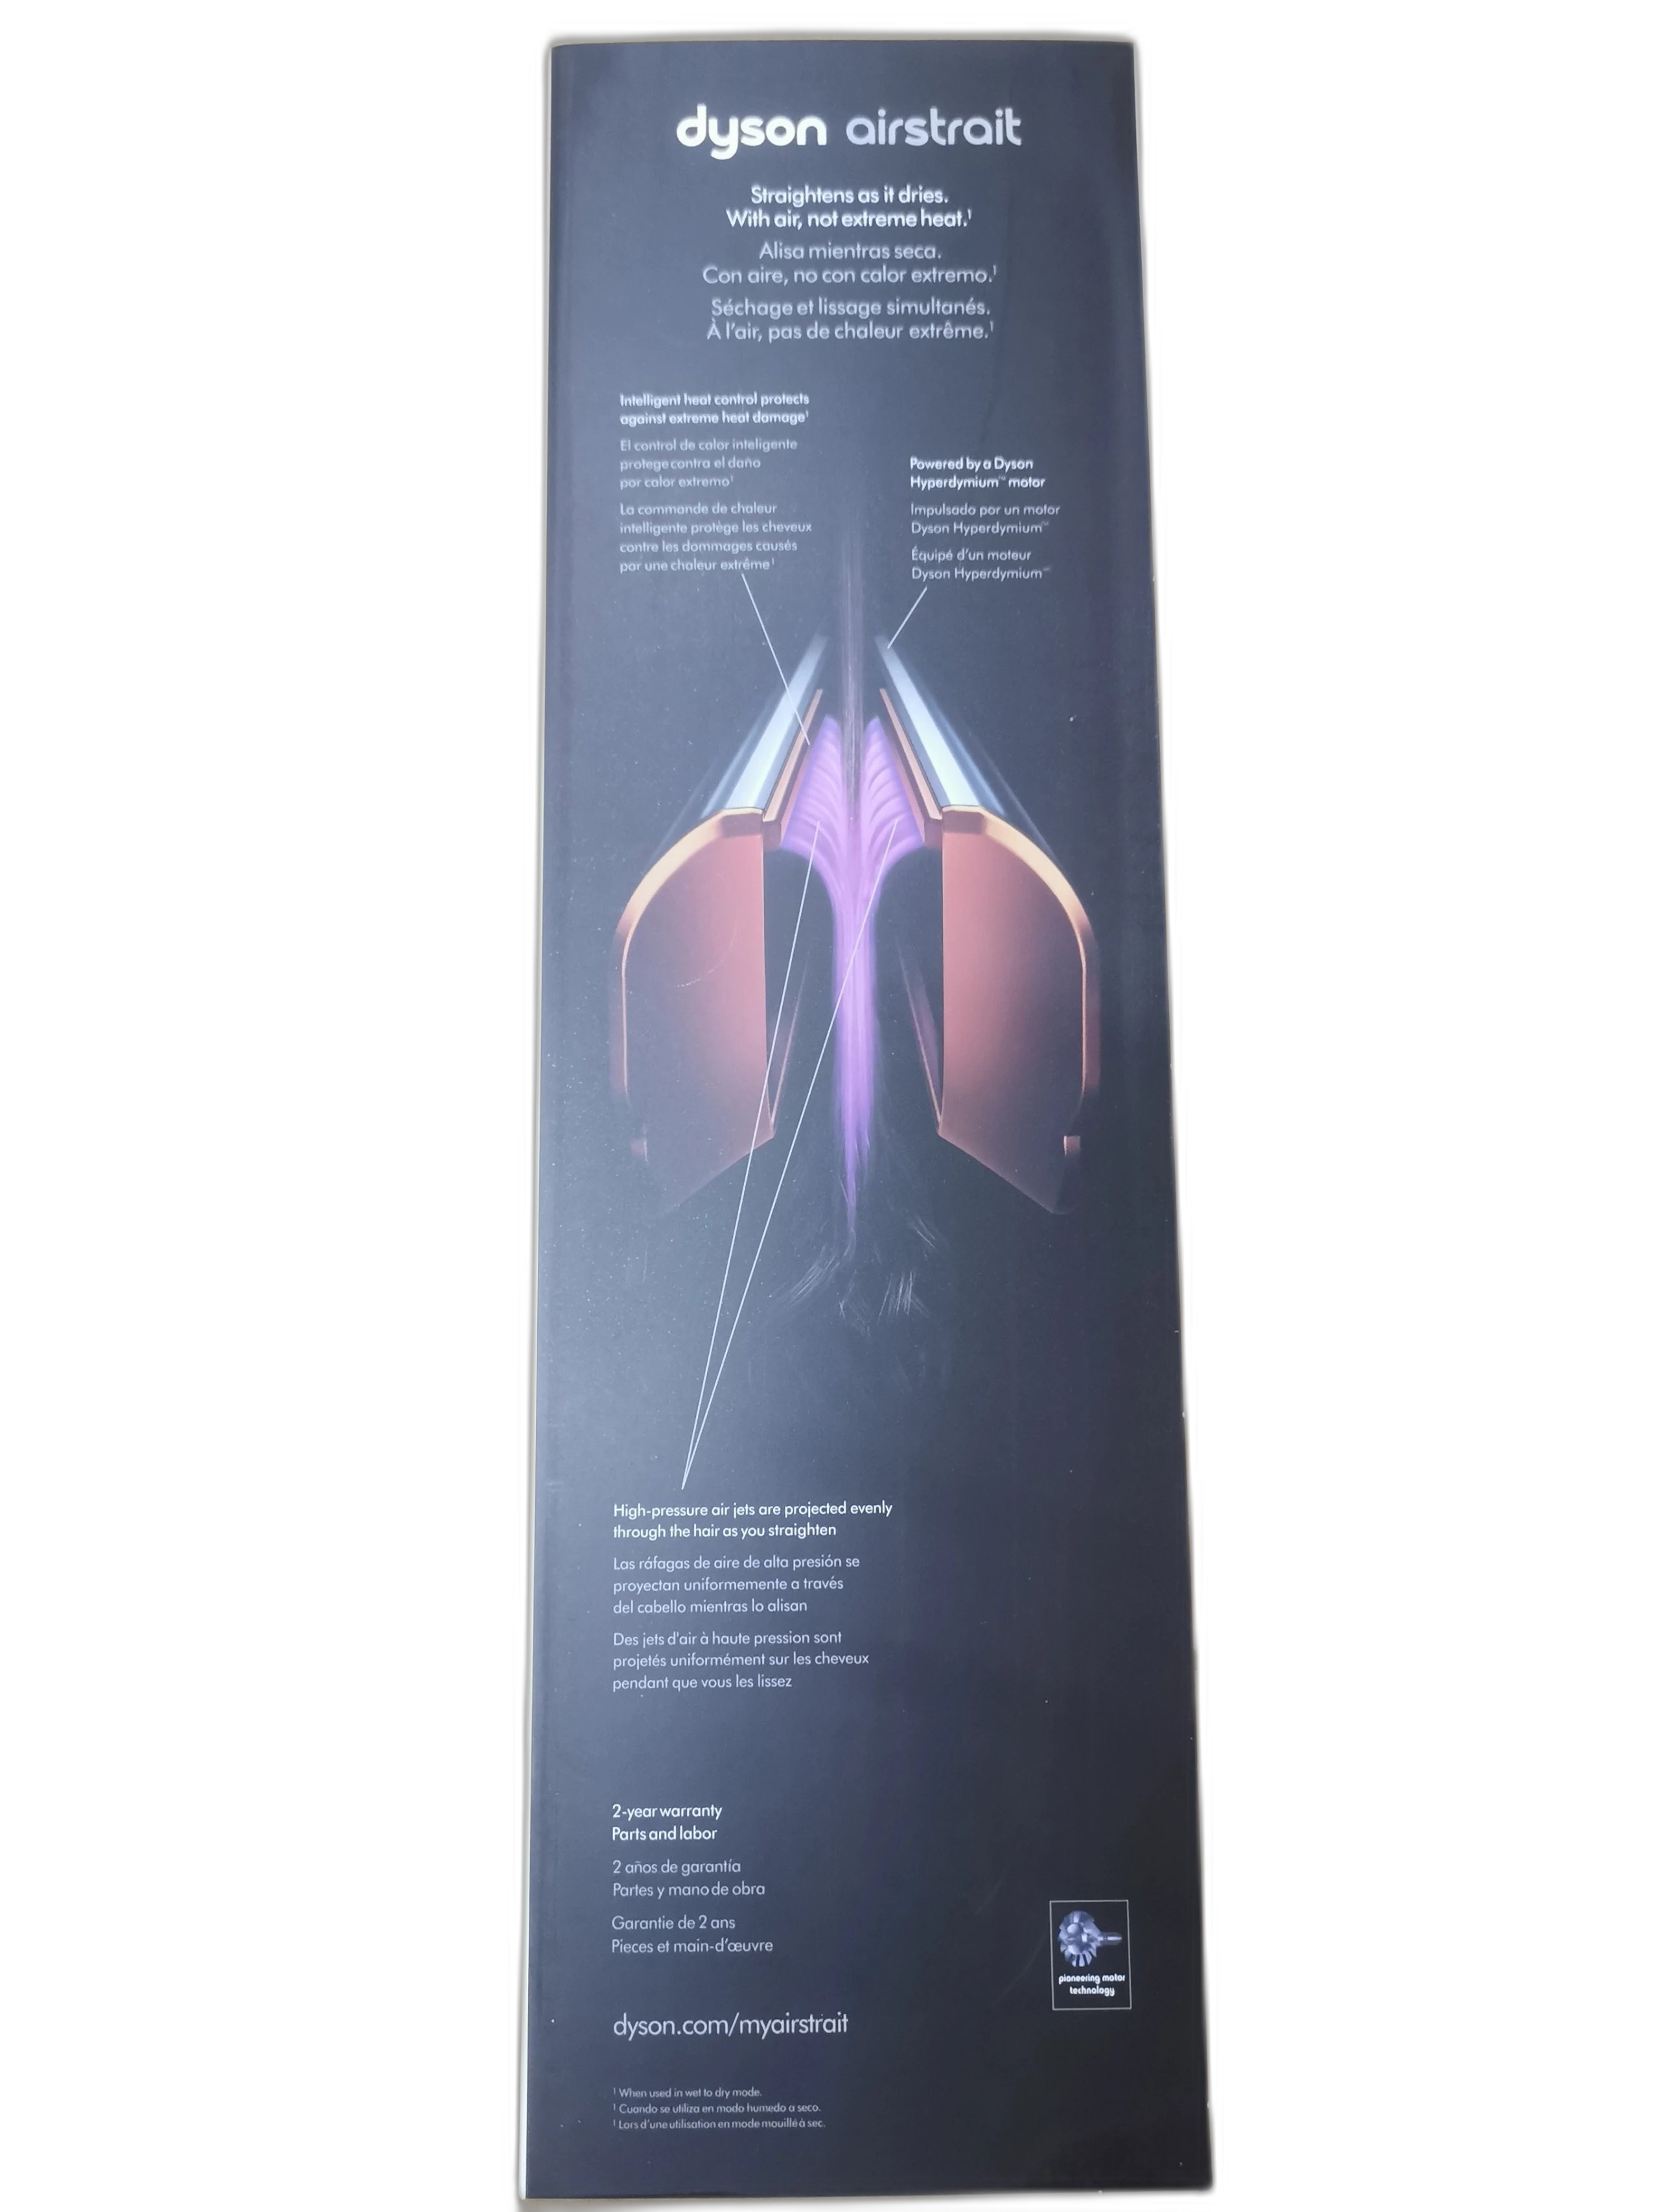 dyson airstrait
Straightens as it dries.
With air, not extreme heat.¹
Alisa mientras seca.
Con aire, no con calor extremo.¹
Séchage et lissage simultanés.
À l'air, pas de chaleur extrême.¹
Intelligent heat control protects
against extreme heat damage¹
El control de calor inteligente
protege contra el daño
por calor extremo¹
La commande de chaleur
intelligente protège les cheveux
contre les dommages causés
par une chaleur extrême¹
Powered by a Dyson
Hyperdymium™ motor
Impulsado por un motor
Dyson Hyperdymium™
Équipé d'un moteur
Dyson Hyperdymium
High-pressure air jets are projected evenly
through the hair as you straighten
Las ráfagas de aire de alta presión se
proyectan uniformemente a través
del cabello mientras lo alisan
Des jets d'air à haute pression sont
projetés uniformément sur les cheveux
pendant que vous les lissez
2-year warranty
Parts and labor
2 años de garantía
Partes y mano de obra
Garantie de 2 ans
Pieces et main-d'œuvre
pioneering motor
technology
dyson.com/myairstrait
¹ When used in wet to dry mode.
¹ Cuando se utiliza en modo humedo a seco.
¹ Lors d'une utilisation en mode mouillé à sec.